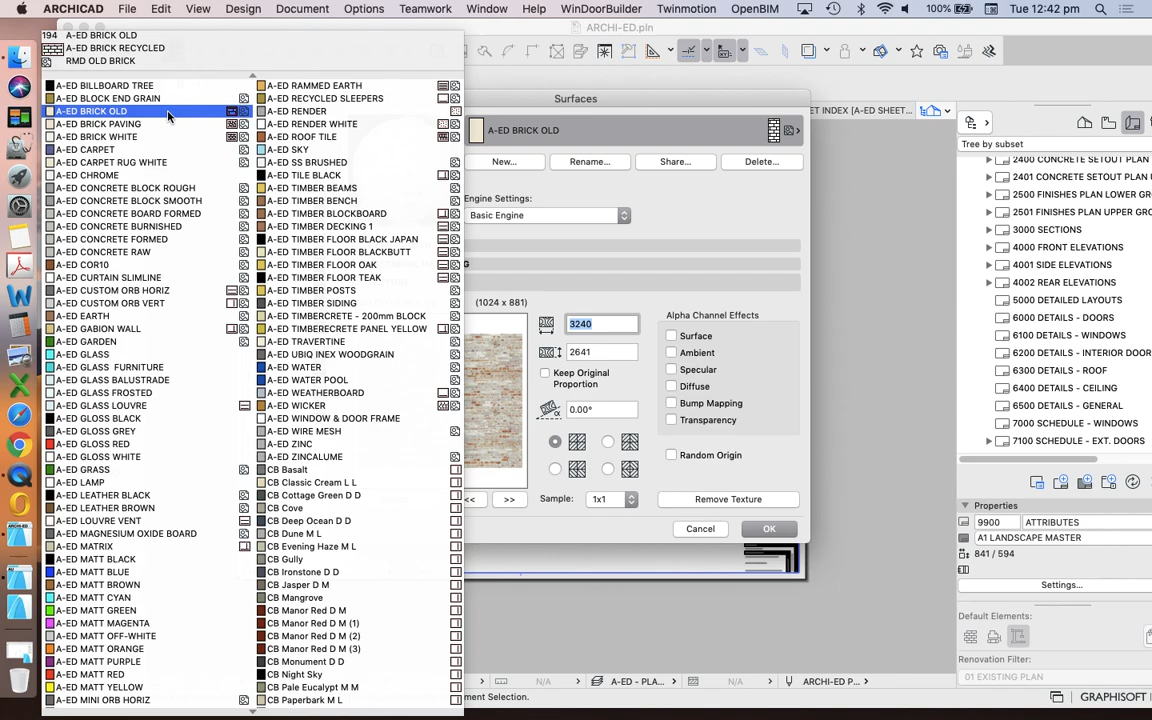 ARCHICAD File Edit View Design Document Options Teamwork Window Help WinDoorBuilder Twinmotion OpenBIM 100% Tue 12:42 pm
ARCHI-ED.pln
194 A-ED BRICK OLD
A-ED BRICK RECYCLED
RMD OLD BRICK
A-ED BILLBOARD TREE
A-ED BLOCK END GRAIN
A-ED BRICK OLD
A-ED BRICK PAVING
A-ED BRICK WHITE
A-ED CARPET
A-ED CARPET RUG WHITE
A-ED CHROME
A-ED CONCRETE BLOCK ROUGH
A-ED CONCRETE BLOCK SMOOTH
A-ED CONCRETE BOARD FORMED
A-ED CONCRETE BURNISHED
A-ED CONCRETE FORMED
A-ED CONCRETE RAW
A-ED COR10
A-ED CURTAIN SLIMLINE
A-ED CUSTOM ORB HORIZ
A-ED CUSTOM ORB VERT
A-ED EARTH
A-ED GABION WALL
A-ED GARDEN
A-ED GLASS
A-ED GLASS  FURNITURE
A-ED GLASS BALUSTRADE
A-ED GLASS FROSTED
A-ED GLASS LOUVRE
A-ED GLOSS BLACK
A-ED GLOSS GREY
A-ED GLOSS RED
A-ED GLOSS WHITE
A-ED GRASS
A-ED LAMP
A-ED LEATHER BLACK
A-ED LEATHER BROWN
A-ED LOUVRE VENT
A-ED MAGNESIUM OXIDE BOARD
A-ED MATRIX
A-ED MATT BLACK
A-ED MATT BLUE
A-ED MATT BROWN
A-ED MATT CYAN
A-ED MATT GREEN
A-ED MATT MAGENTA
A-ED MATT OFF-WHITE
A-ED MATT ORANGE
A-ED MATT PURPLE
A-ED MATT RED
A-ED MATT YELLOW
A-ED MINI ORB HORIZ
A-ED RAMMED EARTH
A-ED RECYCLED SLEEPERS
A-ED RENDER
A-ED RENDER WHITE
A-ED ROOF TILE
A-ED SKY
A-ED SS BRUSHED
A-ED TILE BLACK
A-ED TIMBER BEAMS
A-ED TIMBER BENCH
A-ED TIMBER BLOCKBOARD
A-ED TIMBER DECKING 1
A-ED TIMBER FLOOR BLACK JAPAN
A-ED TIMBER FLOOR BLACKBUTT
A-ED TIMBER FLOOR OAK
A-ED TIMBER FLOOR TEAK
A-ED TIMBER POSTS
A-ED TIMBER SIDING
A-ED TIMBERCRETE - 200mm BLOCK
A-ED TIMBERECRETE PANEL YELLOW
A-ED TRAVERTINE
A-ED UBIQ INEX WOODGRAIN
A-ED WATER
A-ED WATER POOL
A-ED WEATHERBOARD
A-ED WICKER
A-ED WINDOW & DOOR FRAME
A-ED WIRE MESH
A-ED ZINC
A-ED ZINCALUME
CB Basalt
CB Classic Cream L L
CB Cottage Green D D
CB Cove
CB Deep Ocean D D
CB Dune M L
CB Evening Haze M L
CB Gully
CB Ironstone D D
CB Jasper D M
CB Mangrove
CB Manor Red D M
CB Manor Red D M (1)
CB Manor Red D M (2)
CB Manor Red D M (3)
CB Monument D D
CB Night Sky
CB Pale Eucalypt M M
CB Paperbark M L
Surfaces
A-ED BRICK OLD
New... Rename... Share... Delete...
Engine Settings:
Basic Engine
G
(1024 x 881)
3240
2641
Keep Original
Proportion
0.00°
Alpha Channel Effects
Surface
Ambient
Specular
Diffuse
Bump Mapping
Transparency
Random Origin
<< >> Sample: 1x1 Remove Texture
Cancel OK
ET INDEX [A-ED SHEET...
Tree by subset
2400 CONCRETE SETOUT PLAN
2401 CONCRETE SETOUT PLAN U
2500 FINISHES PLAN LOWER GR
2501 FINISHES PLAN UPPER GRO
3000 SECTIONS
4000 FRONT ELEVATIONS
4001 SIDE ELEVATIONS
4002 REAR ELEVATIONS
5000 DETAILED LAYOUTS
6000 DETAILS - DOORS
6100 DETAILS - WINDOWS
6200 DETAILS - INTERIOR DOOR
6300 DETAILS - ROOF
6400 DETAILS - CEILING
6500 DETAILS - GENERAL
7000 SCHEDULE - WINDOWS
7100 SCHEDULE - EXT. DOORS
Properties
9900 ATTRIBUTES
A1 LANDSCAPE MASTER
841 / 594
Settings...
Default Elements:
Renovation Filter:
01 EXISTING PLAN
N/A A-ED - PLA... N/A ARCHI-ED P...
ment Selection.
GRAPHISOFT